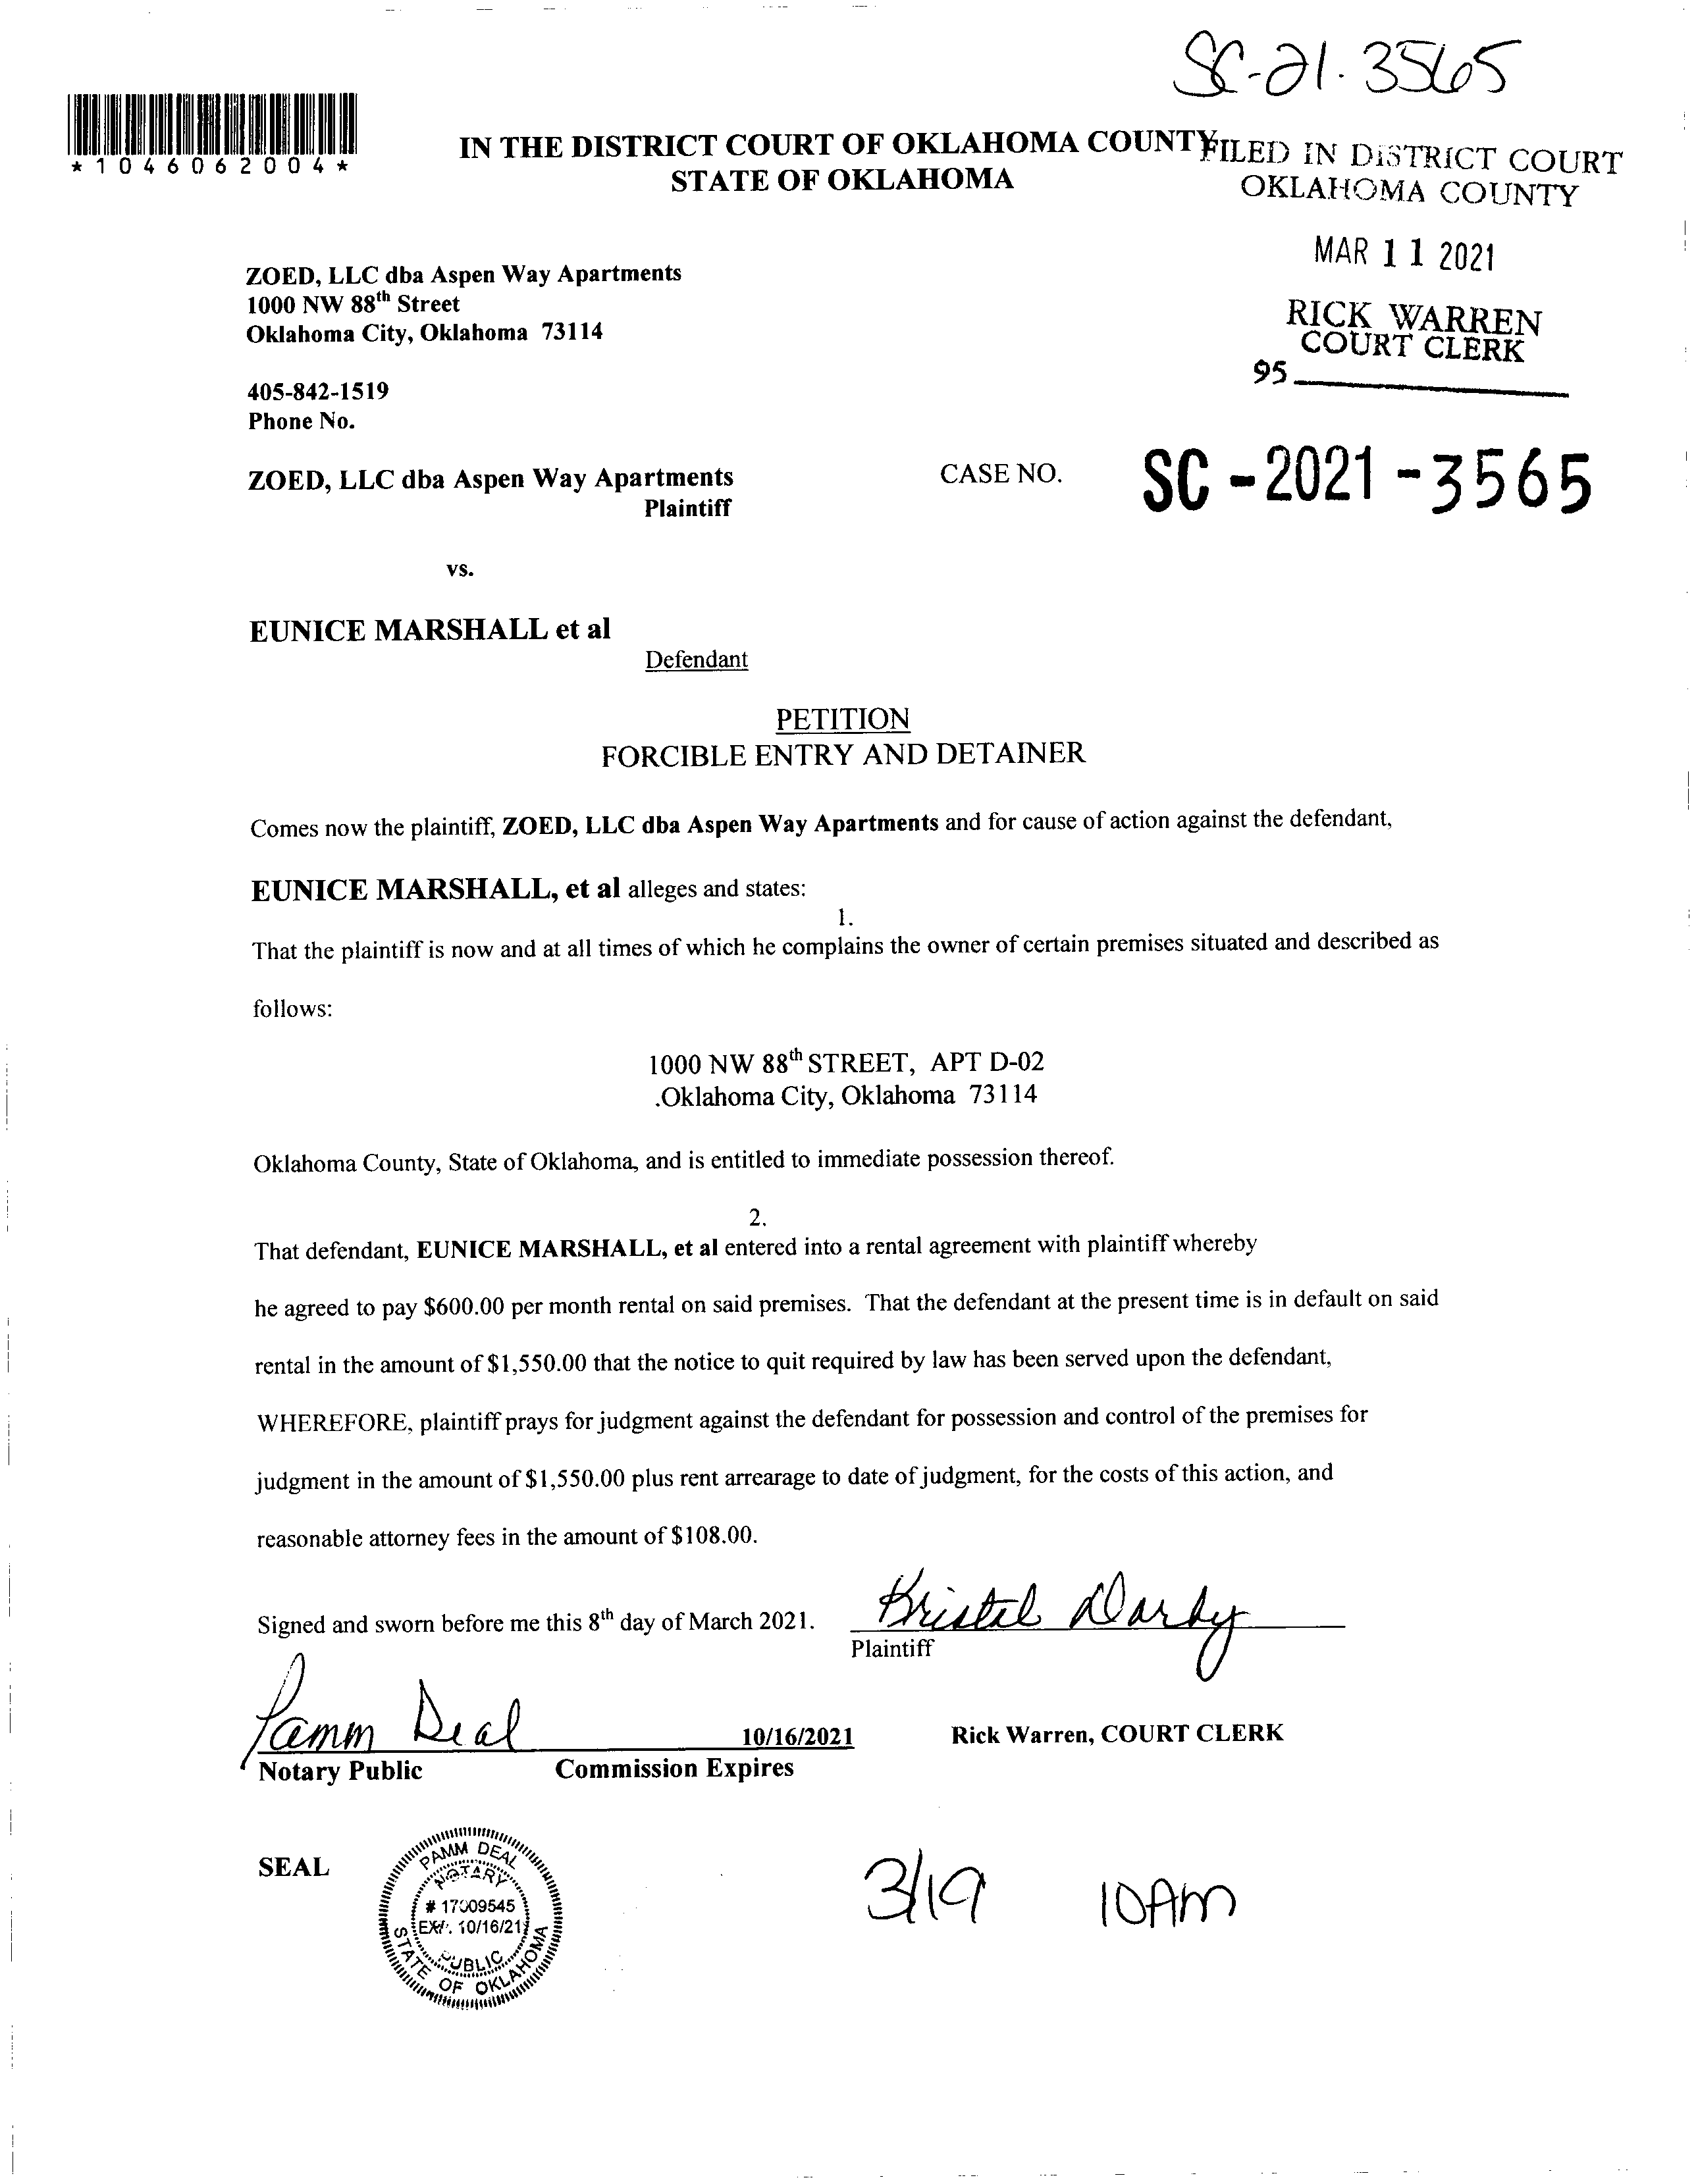 SC-21-3565
*1046062004*
IN THE DISTRICT COURT OF OKLAHOMA COUNTY
STATE OF OKLAHOMA
FILED IN DISTRICT COURT
OKLAHOMA COUNTY
MAR 11 2021
RICK WARREN
COURT CLERK
95
ZOED, LLC dba Aspen Way Apartments
1000 NW 88th Street
Oklahoma City, Oklahoma 73114
405-842-1519
Phone No.
ZOED, LLC dba Aspen Way Apartments
Plaintiff
CASE NO. SC-2021-3565
vs.
EUNICE MARSHALL et al
Defendant
PETITION
FORCIBLE ENTRY AND DETAINER
Comes now the plaintiff, ZOED, LLC dba Aspen Way Apartments and for cause of action against the defendant,
EUNICE MARSHALL, et al alleges and states:
1.
That the plaintiff is now and at all times of which he complains the owner of certain premises situated and described as
follows:
1000 NW 88th STREET, APT D-02
.Oklahoma City, Oklahoma 73114
Oklahoma County, State of Oklahoma, and is entitled to immediate possession thereof.
2.
That defendant, EUNICE MARSHALL, et al entered into a rental agreement with plaintiff whereby
he agreed to pay $600.00 per month rental on said premises. That the defendant at the present time is in default on said
rental in the amount of $1,550.00 that the notice to quit required by law has been served upon the defendant,
WHEREFORE, plaintiff prays for judgment against the defendant for possession and control of the premises for
judgment in the amount of $1,550.00 plus rent arrearage to date of judgment, for the costs of this action, and
reasonable attorney fees in the amount of $108.00.
Signed and sworn before me this 8th day of March 2021.
Kristal Darby
Plaintiff
Pamm Deal
10/16/2021
Rick Warren, COURT CLERK
Notary Public
Commission Expires
SEAL
PAMM DEAL
NOTARY
# 17009545
EXP. 10/16/21
PUBLIC
STATE OF OKLAHOMA
3/19 10AM